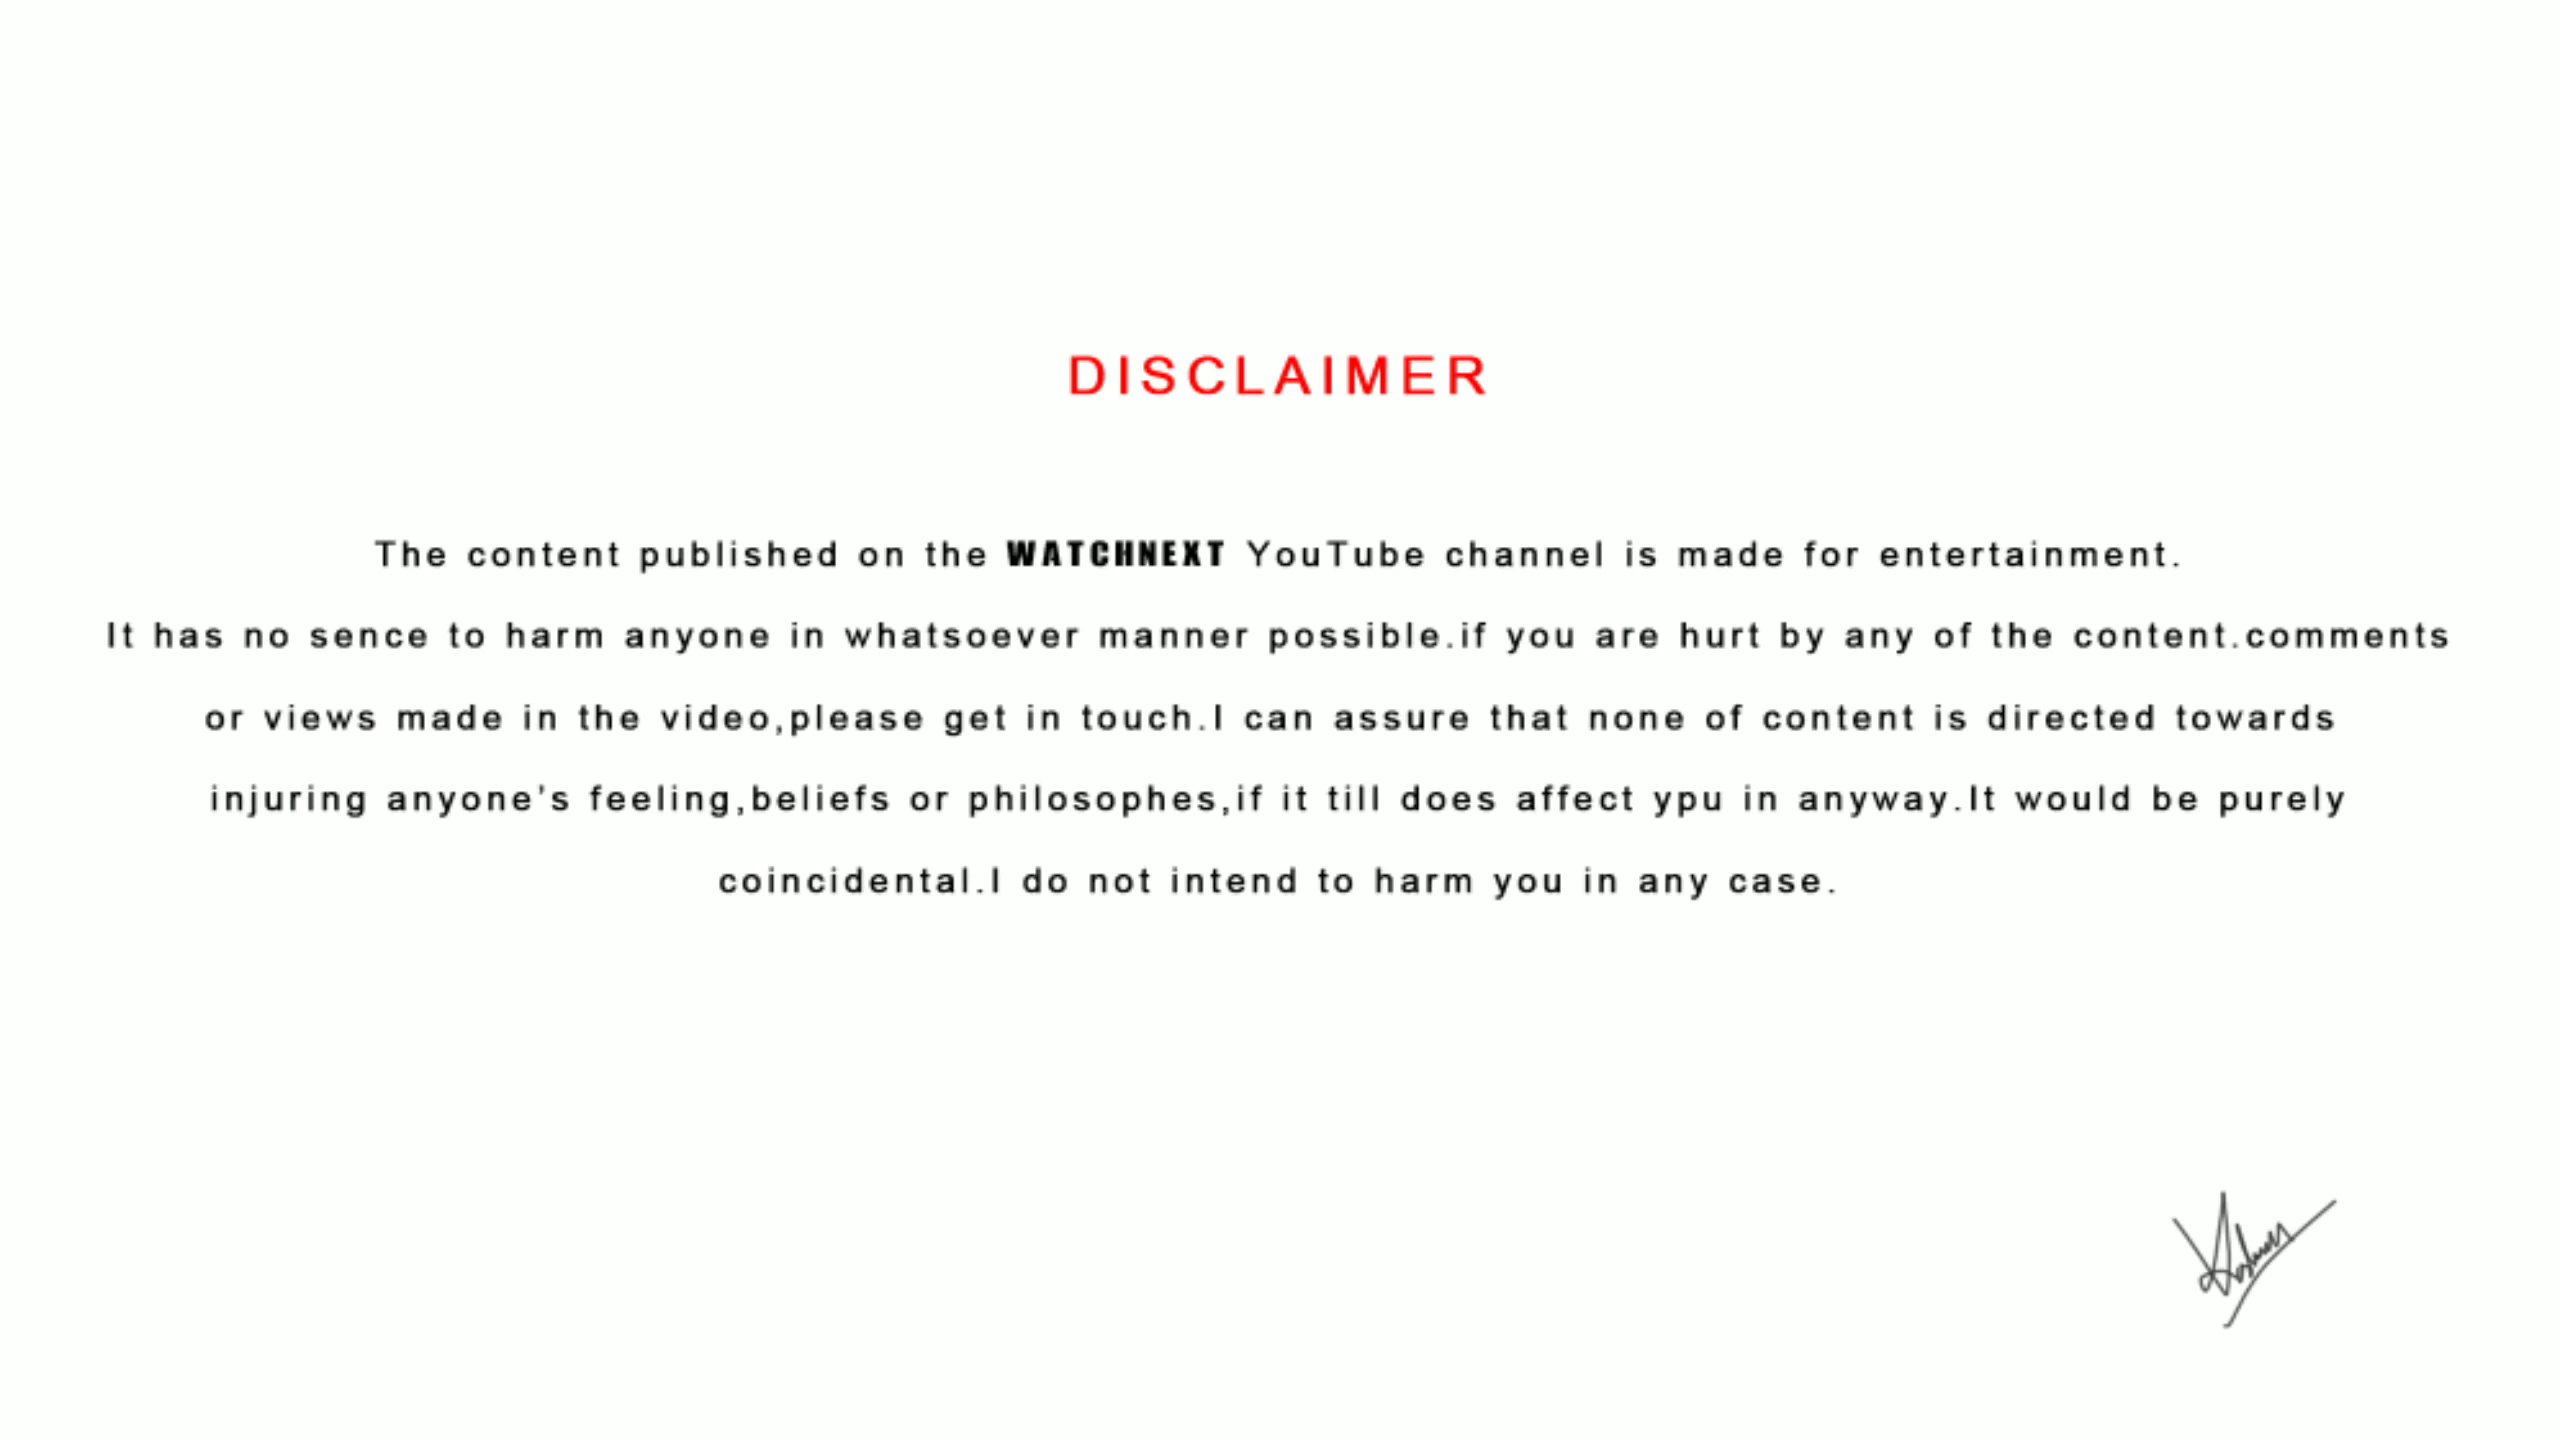 DISCLAIMER
The content published on the WATCHNEXT YouTube channel is made for entertainment.
It has no sence to harm anyone in whatsoever manner possible.if you are hurt by any of the content.comments
or views made in the video,please get in touch.I can assure that none of content is directed towards
injuring anyone's feeling,beliefs or philosophes,if it till does affect ypu in anyway.It would be purely
coincidental.I do not intend to harm you in any case.